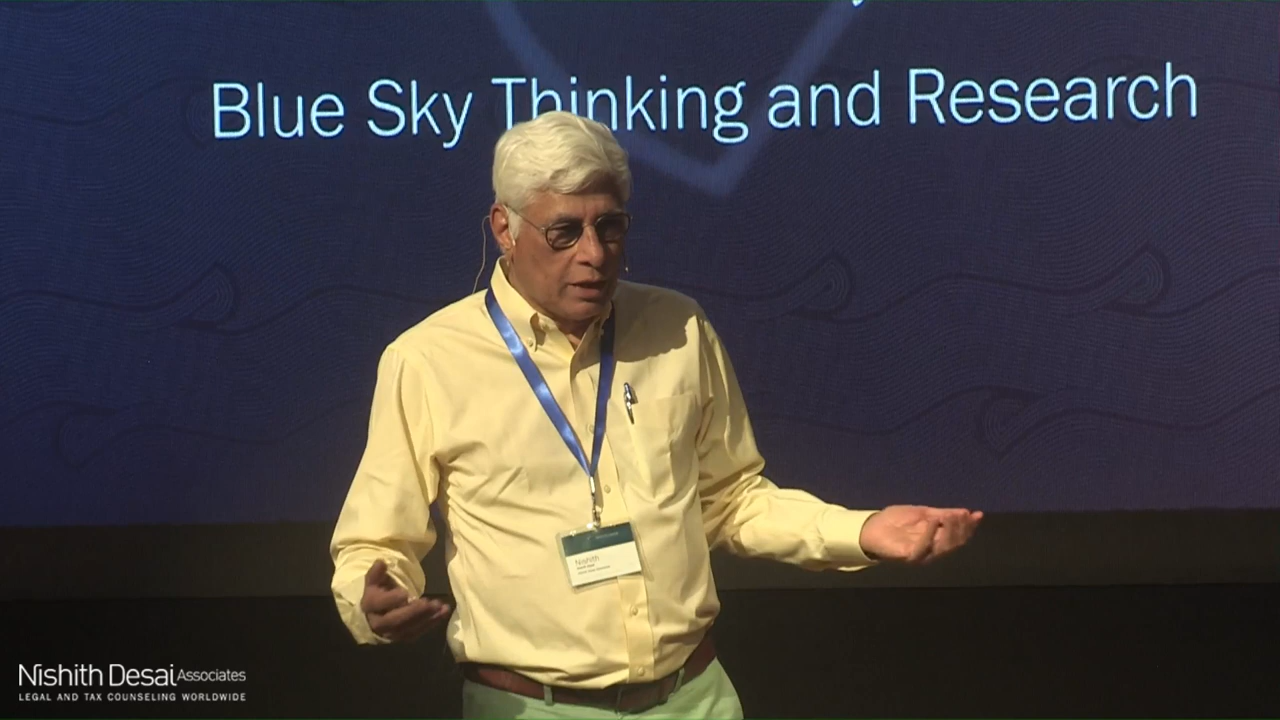 Blue Sky Thinking and Research
Nishith
Nishith Desai Associates
LEGAL AND TAX COUNSELING WORLDWIDE